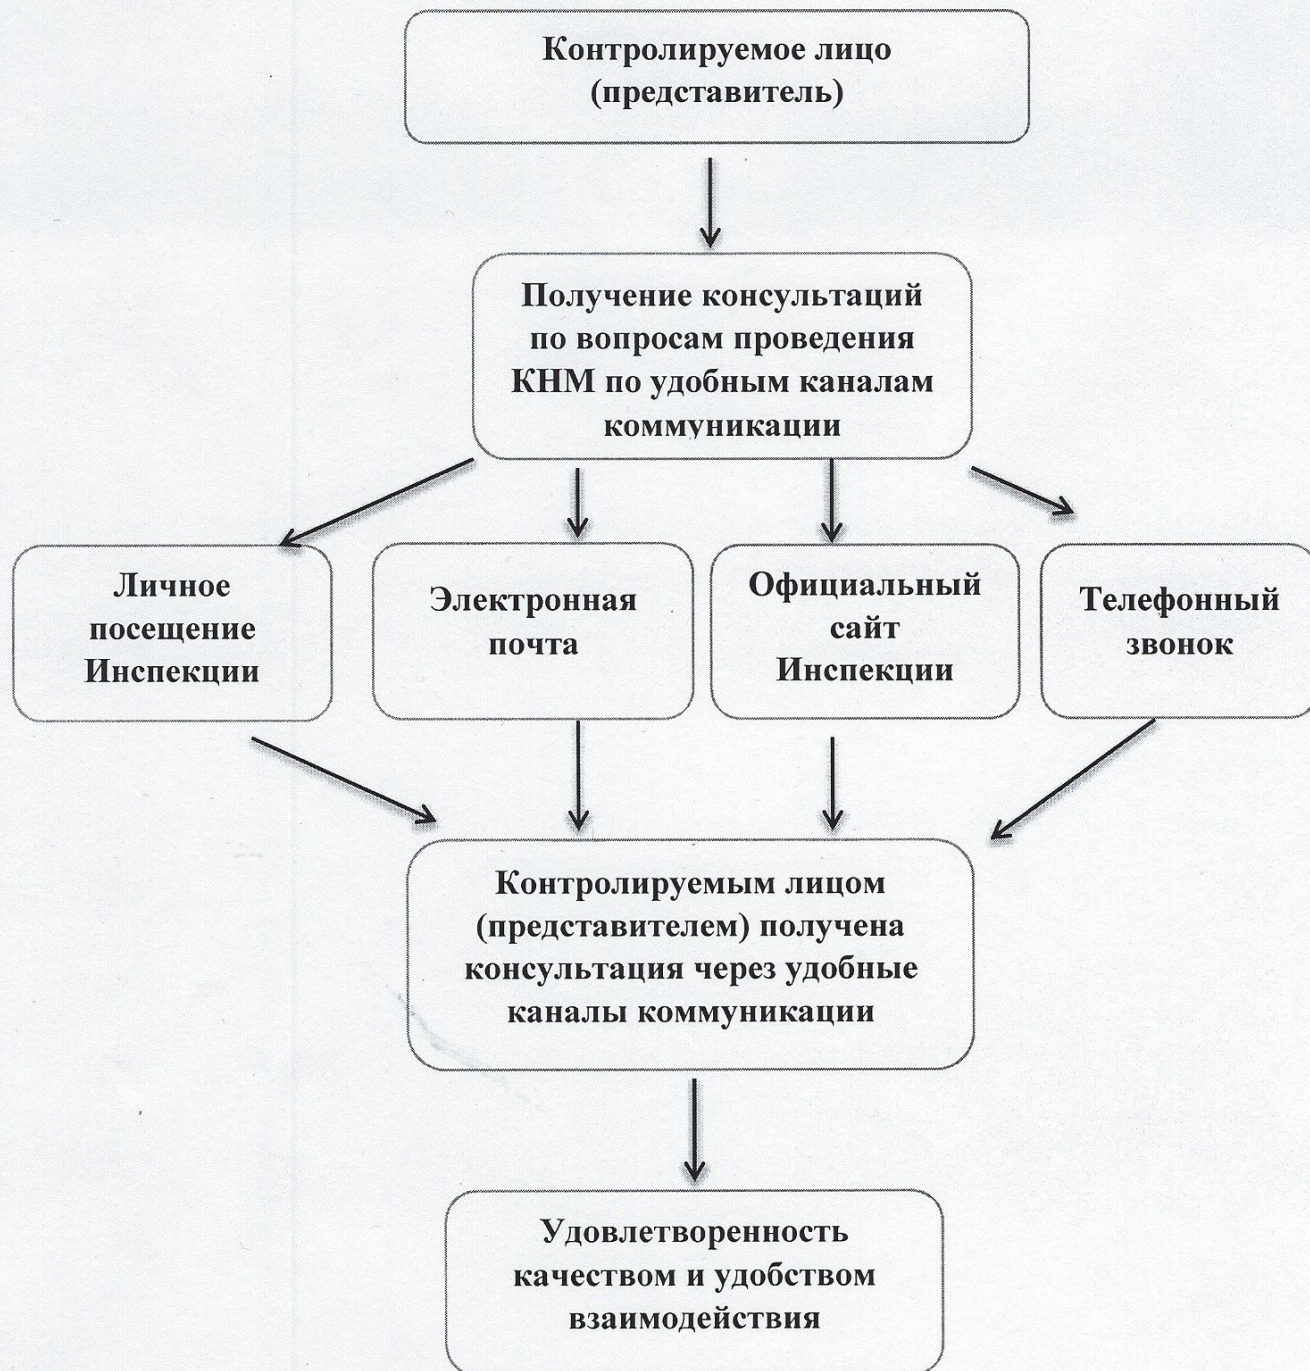 Контролируемое лицо
(представитель)
Получение консультаций
по вопросам проведения
КНМ по удобным каналам
коммуникации
Личное
посещение
Инспекции
Электронная
почта
Официальный
сайт
Инспекции
Телефонный
звонок
Контролируемым лицом
(представителем) получена
консультация через удобные
каналы коммуникации
Удовлетворенность
качеством и удобством
взаимодействия